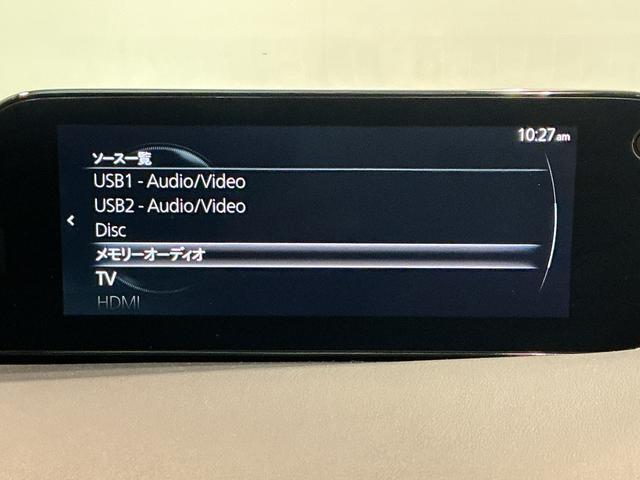 10:27am
ソース一覧
USB1 - Audio/Video
USB2 - Audio/Video
Disc
メモリーオーディオ
TV
HDMI